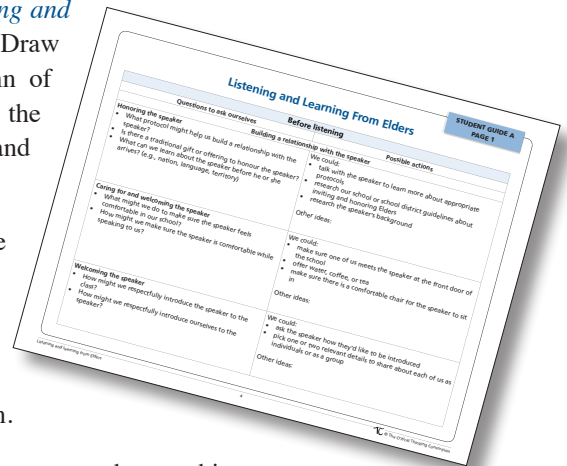 ng and
Draw
n of
the
and
e
n.
STUDENT GUIDE A
PAGE 1
Listening and Learning From Elders
Before listening
Questions to ask ourselves
Building a relationship with the speaker
Possible actions
Honoring the speaker
• What protocol might help us build a relationship with the
speaker?
• Is there a traditional gift or offering to honour the speaker?
• What can we learn about the speaker before he or she
arrives? (e.g., nation, language, territory)
We could:
• talk with the speaker to learn more about appropriate
protocols
• research our school or school district guidelines about
inviting and honoring Elders
• research the speaker's background
Other ideas:
Caring for and welcoming the speaker
• What might we do to make sure the speaker feels
comfortable in our school?
• How might we make sure the speaker is comfortable while
speaking to us?
We could:
• make sure one of us meets the speaker at the front door of
the school
• offer water, coffee, or tea
• make sure there is a comfortable chair for the speaker to sit
in
Other ideas:
Welcoming the speaker
• How might we respectfully introduce the speaker to the
class?
• How might we respectfully introduce ourselves to the
speaker?
We could:
• ask the speaker how they'd like to be introduced
• pick one or two relevant details to share about each of us as
individuals or as a group
Other ideas:
Listening and learning from Elders
4
© The Critical Thinking Consortium